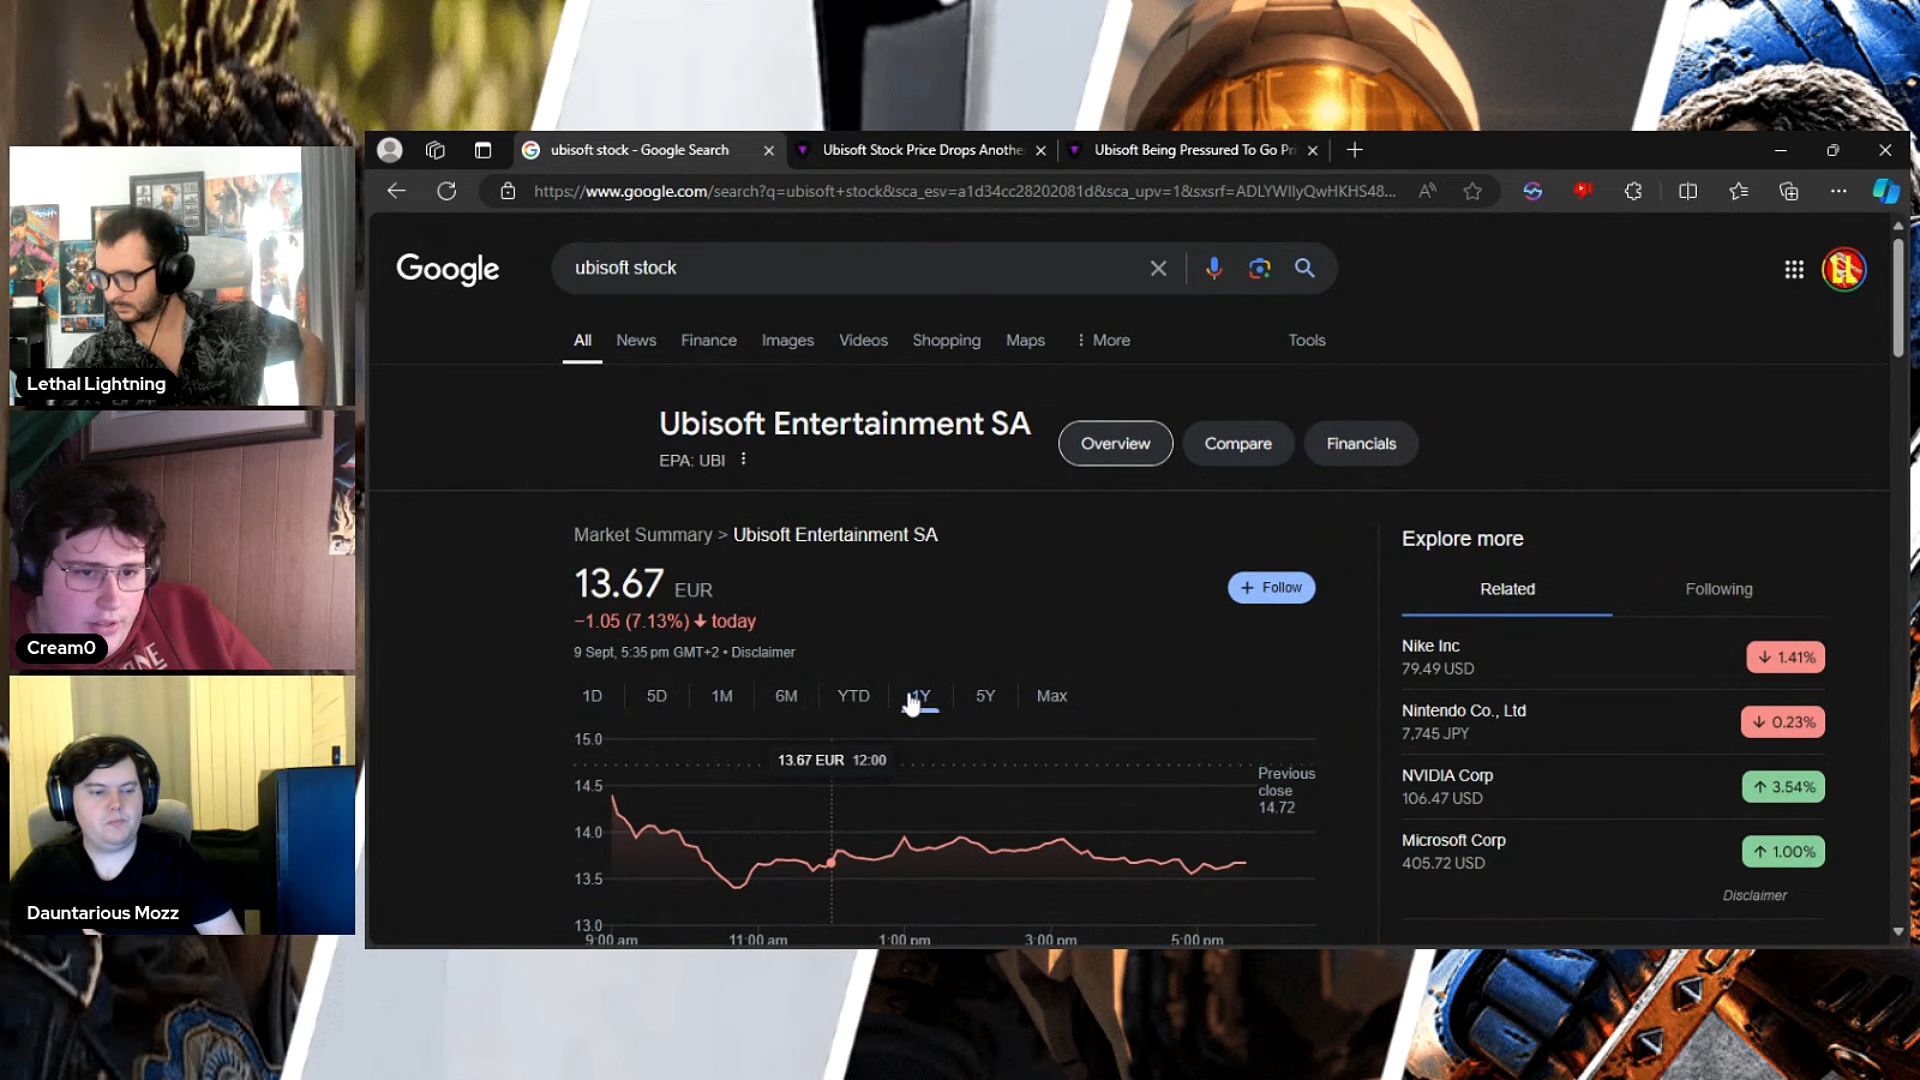 ubisoft stock - Google Search
Ubisoft Stock Price Drops Anothe
Ubisoft Being Pressured To Go Pri
https://www.google.com/search?q=ubisoft+stock&sca_esv=a1d34cc28202081d&sca_upv=1&sxsrf=ADLYWIlyQwHKHS48...
Google
ubisoft stock
All
News
Finance
Images
Videos
Shopping
Maps
More
Tools
Ubisoft Entertainment SA
EPA: UBI
Overview
Compare
Financials
Market Summary > Ubisoft Entertainment SA
13.67 EUR
−1.05 (7.13%) today
9 Sept, 5:35 pm GMT+2 • Disclaimer
+ Follow
1D
5D
1M
6M
YTD
1Y
5Y
Max
15.0
14.5
14.0
13.5
13.0
13.67 EUR 12:00
Previous
close
14.72
9:00 am
11:00 am
1:00 pm
3:00 pm
5:00 pm
Explore more
Related
Following
Nike Inc
79.49 USD
↓ 1.41%
Nintendo Co., Ltd
7,745 JPY
↓ 0.23%
NVIDIA Corp
106.47 USD
↑ 3.54%
Microsoft Corp
405.72 USD
↑ 1.00%
Disclaimer
Lethal Lightning
Cream0
Dauntarious Mozz